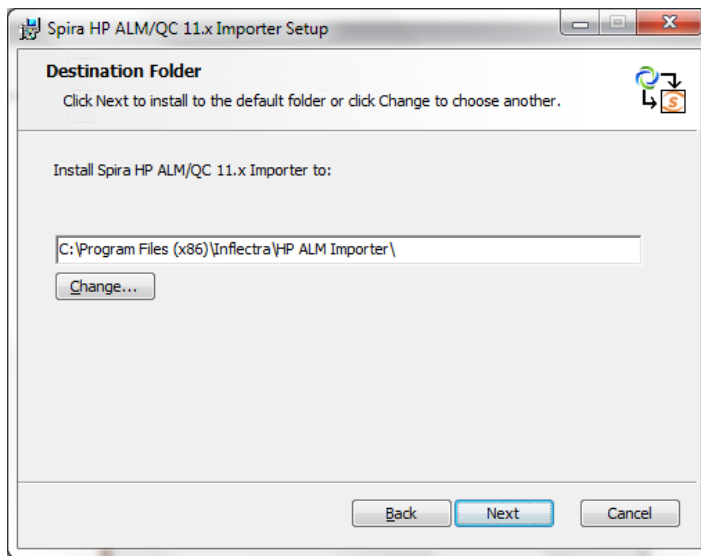 Spira HP ALM/QC 11.x Importer Setup
Destination Folder
Click Next to install to the default folder or click Change to choose another.
S
Install Spira HP ALM/QC 11.x Importer to:
C:\Program Files (x86)\Inflectra\HP ALM Importer\
Change...
Back
Next
Cancel